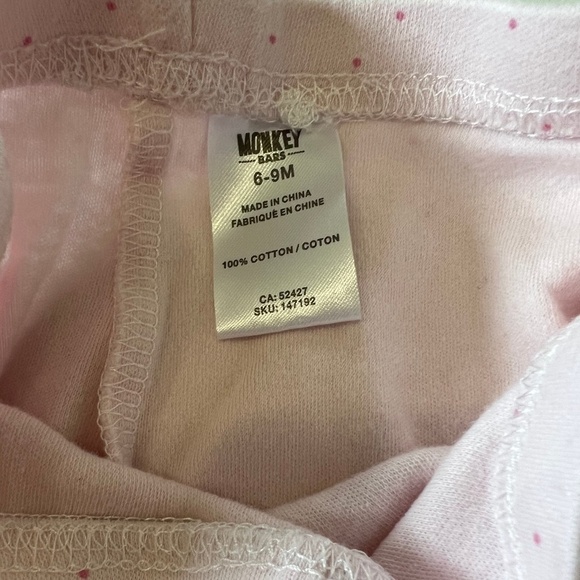 MONKEY
BARS
6-9M
MADE IN CHINA
FABRIQUÉ EN CHINE
100% COTTON / COTON
CA: 52427
SKU: 147192